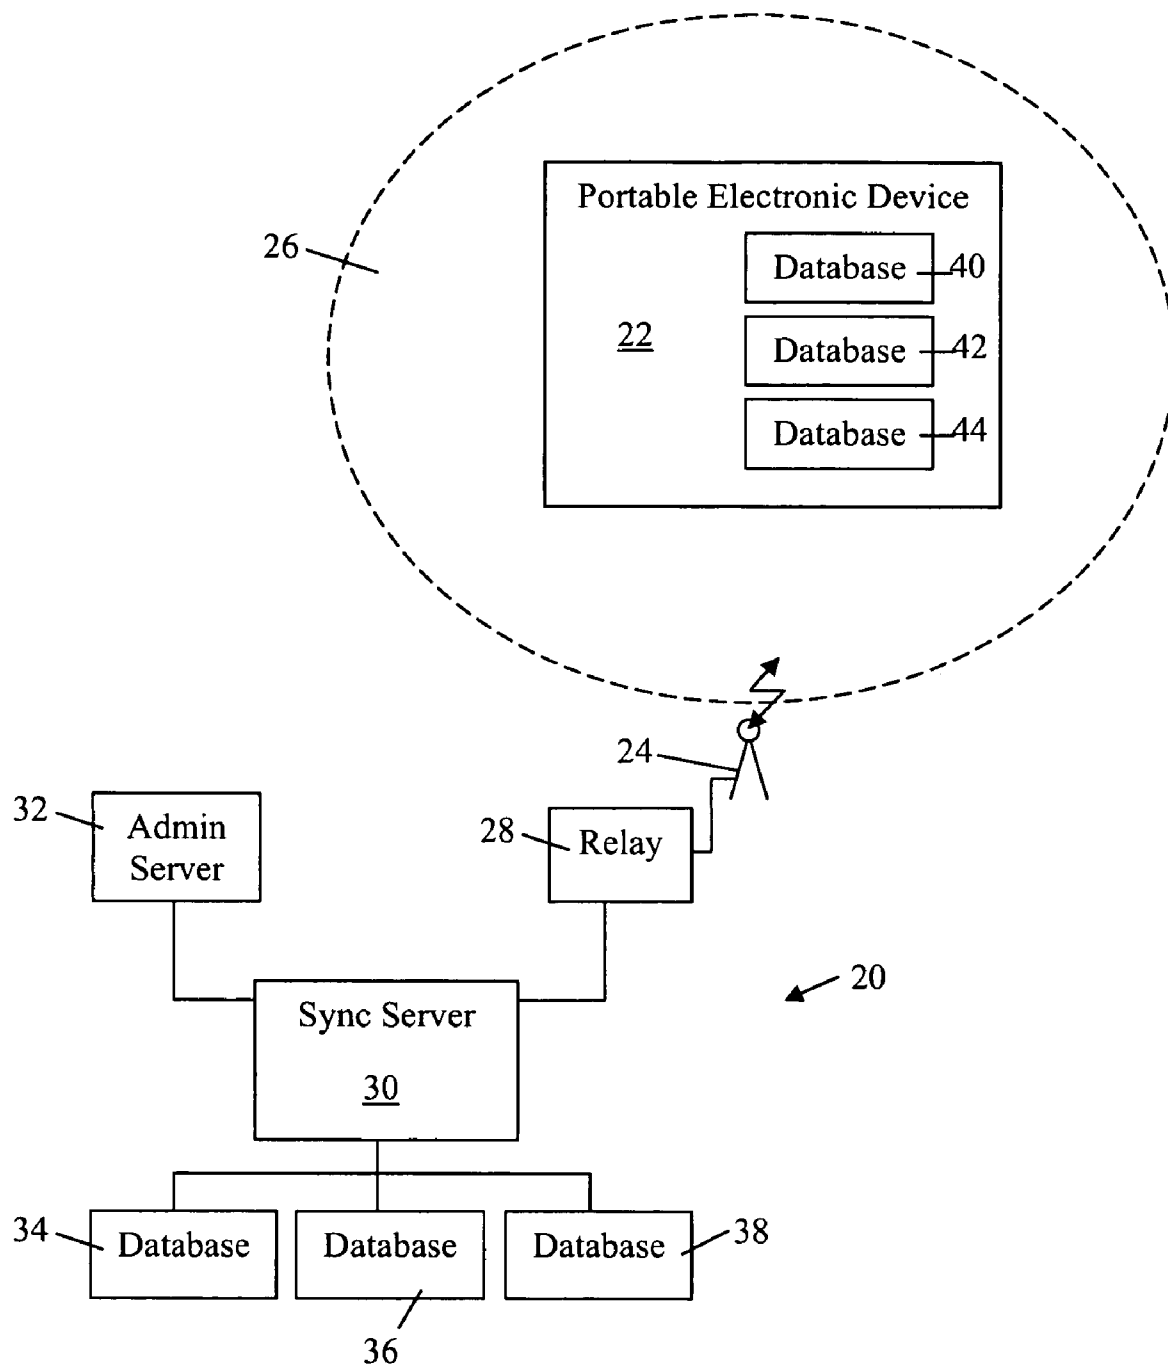 Portable Electronic Device
26
Database 40
22
Database 42
Database 44
24
32
Admin
Server
28
Relay
20
Sync Server
30
34
Database
Database
Database
38
36